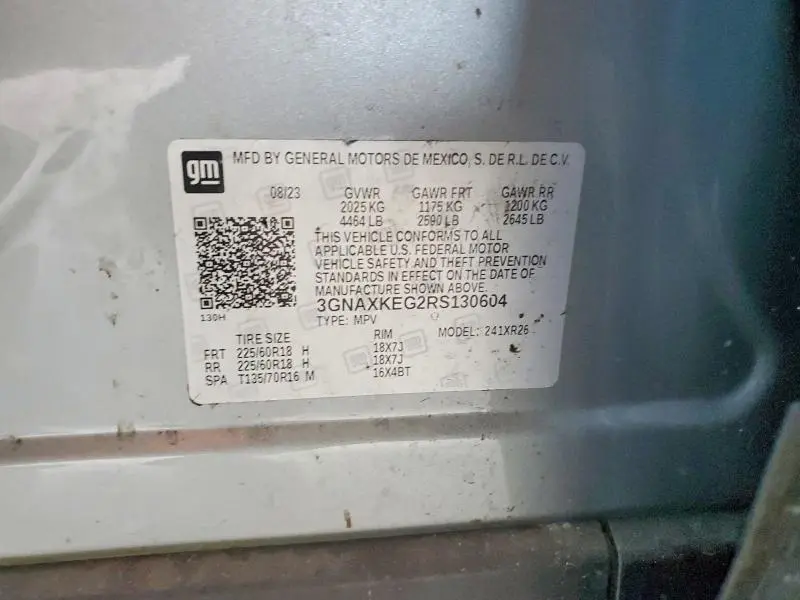 gm MFD BY GENERAL MOTORS DE MEXICO, S. DE R.L. DE C.V.
08/23 GVWR GAWR FRT GAWR RR
2025 KG 1175 KG 1200 KG
4464 LB 2590 LB 2645 LB
THIS VEHICLE CONFORMS TO ALL
APPLICABLE U.S. FEDERAL MOTOR
VEHICLE SAFETY AND THEFT PREVENTION
STANDARDS IN EFFECT ON THE DATE OF
MANUFACTURE SHOWN ABOVE.
3GNAXKEG2RS130604
130H
TYPE: MPV
TIRE SIZE RIM MODEL: 241XR26
FRT 225/60R18 H 18X7J
RR 225/60R18 H 18X7J
SPA T135/70R16 M 16X4BT